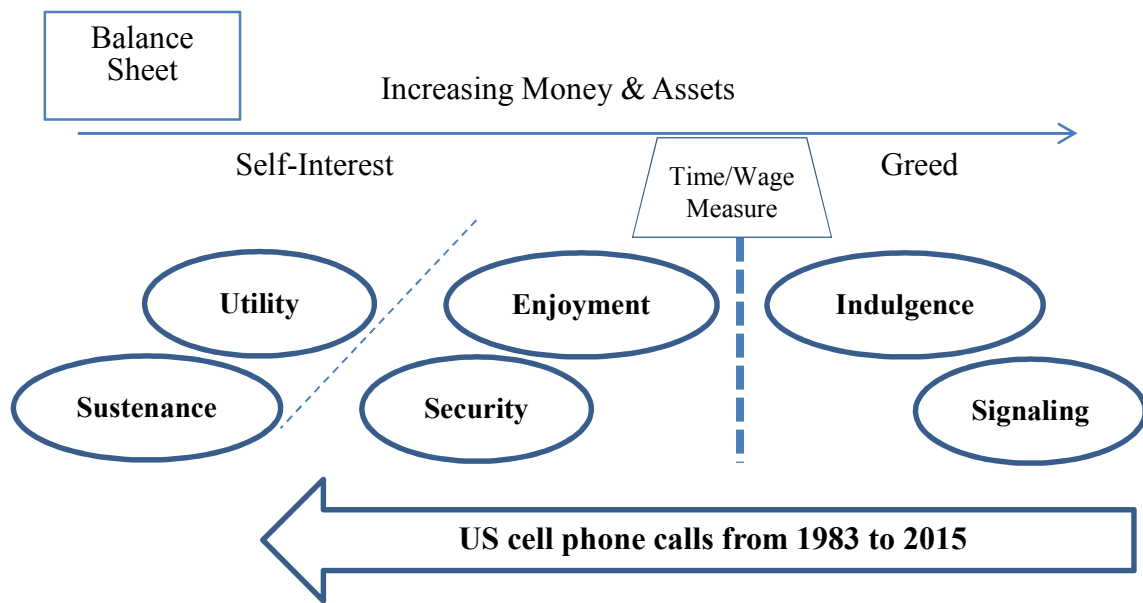 Balance
Sheet
Increasing Money & Assets
Self-Interest
Time/Wage
Measure
Greed
Utility
Enjoyment
Indulgence
Sustenance
Security
Signaling
US cell phone calls from 1983 to 2015